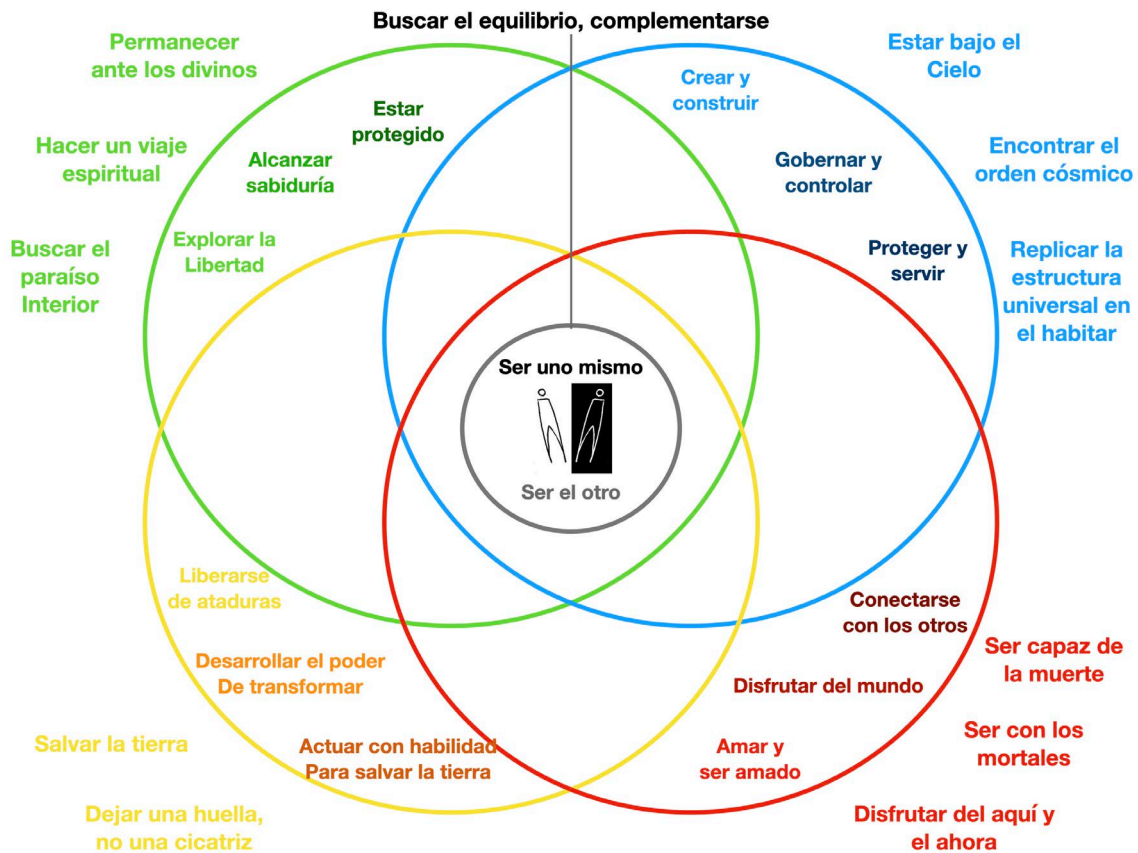 Buscar el equilibrio, complementarse
Permanecer
ante los divinos
Hacer un viaje
espiritual
Buscar el
paraíso
Interior
Estar
protegido
Alcanzar
sabiduría
Explorar la
Libertad
Crear y
construir
Gobernar y
controlar
Proteger y
servir
Estar bajo el
Cielo
Encontrar el
orden cósmico
Replicar la
estructura
universal en
el habitar
Ser uno mismo
Ser el otro
Liberarse
de ataduras
Desarrollar el poder
De transformar
Actuar con habilidad
Para salvar la tierra
Salvar la tierra
Dejar una huella,
no una cicatriz
Conectarse
con los otros
Disfrutar del mundo
Amar y
ser amado
Ser capaz de
la muerte
Ser con los
mortales
Disfrutar del aquí y
el ahora